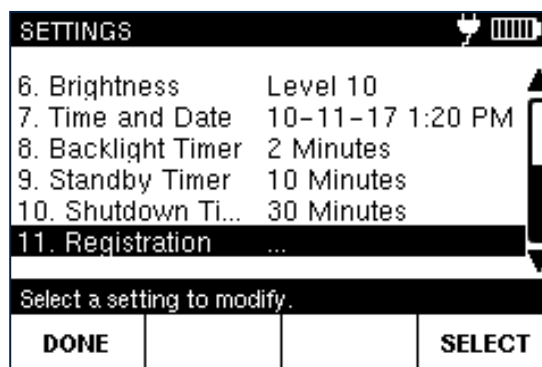 SETTINGS
6. Brightness Level 10
7. Time and Date 10-11-17 1:20 PM
8. Backlight Timer 2 Minutes
9. Standby Timer 10 Minutes
10. Shutdown Ti... 30 Minutes
11. Registration ...
Select a setting to modify.
DONE SELECT